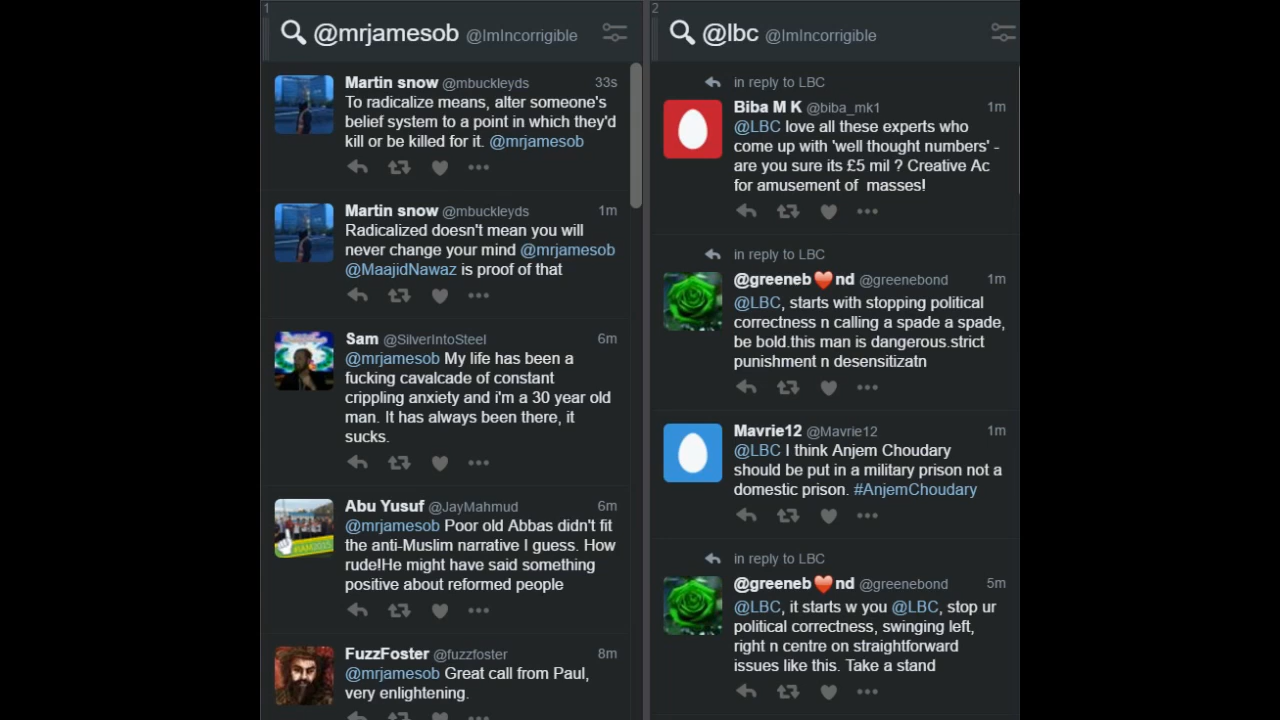 1
@mrjamesob @ImIncorrigible
Martin snow @mbuckleyds 33s
To radicalize means, alter someone's
belief system to a point in which they'd
kill or be killed for it. @mrjamesob
Martin snow @mbuckleyds 1m
Radicalized doesn't mean you will
never change your mind @mrjamesob
@MaajidNawaz is proof of that
Sam @SilverIntoSteel 6m
@mrjamesob My life has been a
fucking cavalcade of constant
crippling anxiety and i'm a 30 year old
man. It has always been there, it
sucks.
Abu Yusuf @JayMahmud 6m
@mrjamesob Poor old Abbas didn't fit
the anti-Muslim narrative I guess. How
rude!He might have said something
positive about reformed people
FuzzFoster @fuzzfoster 8m
@mrjamesob Great call from Paul,
very enlightening.
2
@lbc @ImIncorrigible
in reply to LBC
Biba M K @biba_mk1 1m
@LBC love all these experts who
come up with 'well thought numbers' -
are you sure its £5 mil ? Creative Ac
for amusement of masses!
in reply to LBC
@greeneb❤️nd @greenebond 1m
@LBC, starts with stopping political
correctness n calling a spade a spade,
be bold.this man is dangerous.strict
punishment n desensitizatn
Mavrie12 @Mavrie12 1m
@LBC I think Anjem Choudary
should be put in a military prison not a
domestic prison. #AnjemChoudary
in reply to LBC
@greeneb❤️nd @greenebond 5m
@LBC, it starts w you @LBC, stop ur
political correctness, swinging left,
right n centre on straightforward
issues like this. Take a stand